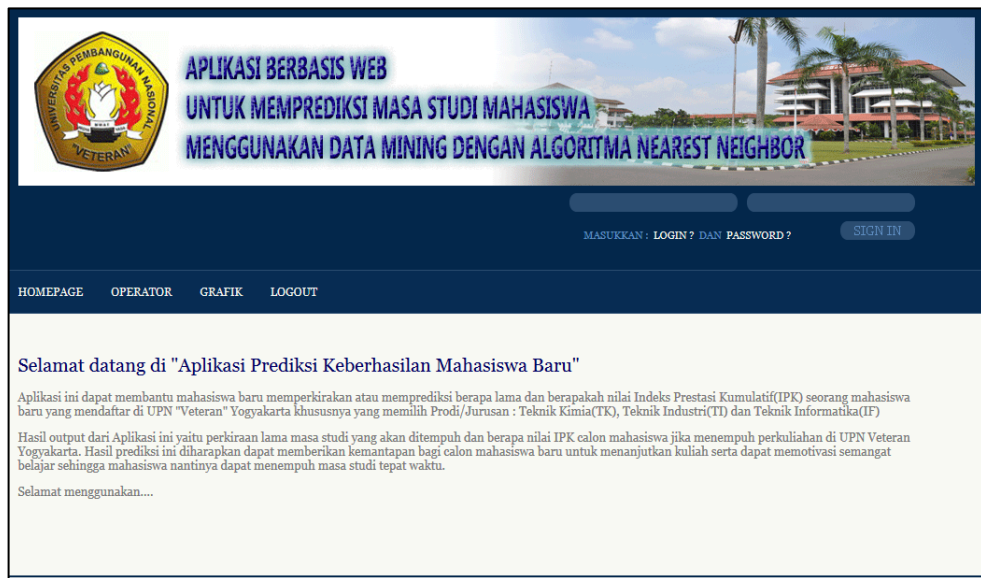 UNIVERSITAS PEMBANGUNAN NASIONAL
"VETERAN"
APLIKASI BERBASIS WEB
UNTUK MEMPREDIKSI MASA STUDI MAHASISWA
MENGGUNAKAN DATA MINING DENGAN ALGORITMA NEAREST NEIGHBOR
MASUKKAN : LOGIN ? DAN PASSWORD ?
SIGN IN
HOMEPAGE OPERATOR GRAFIK LOGOUT
Selamat datang di "Aplikasi Prediksi Keberhasilan Mahasiswa Baru"
Aplikasi ini dapat membantu mahasiswa baru memperkirakan atau memprediksi berapa lama dan berapakah nilai Indeks Prestasi Kumulatif(IPK) seorang mahasiswa
baru yang mendaftar di UPN "Veteran" Yogyakarta khususnya yang memilih Prodi/Jurusan : Teknik Kimia(TK), Teknik Industri(TI) dan Teknik Informatika(IF)
Hasil output dari Aplikasi ini yaitu perkiraan lama masa studi yang akan ditempuh dan berapa nilai IPK calon mahasiswa jika menempuh perkuliahan di UPN Veteran
Yogyakarta. Hasil prediksi ini diharapkan dapat memberikan kemantapan bagi calon mahasiswa baru untuk menanjutkan kuliah serta dapat memotivasi semangat
belajar sehingga mahasiswa nantinya dapat menempuh masa studi tepat waktu.
Selamat menggunakan....